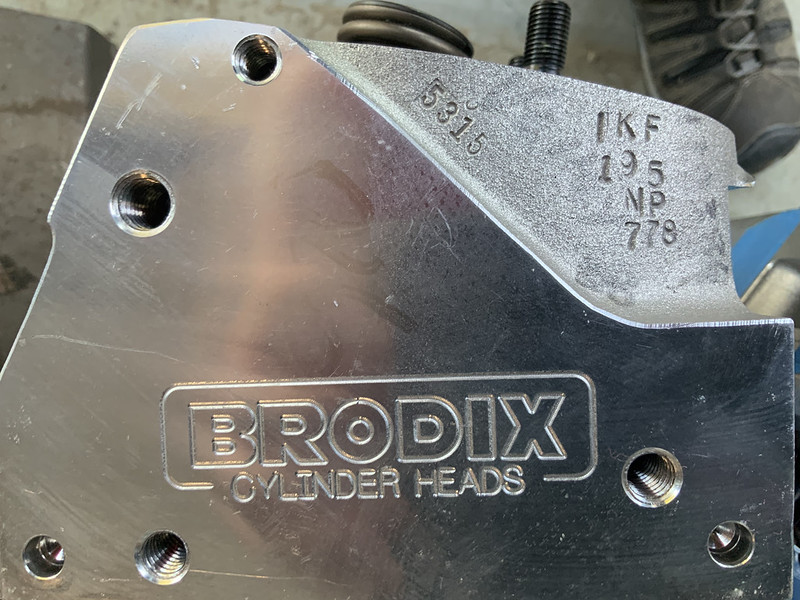 5315
IKF
195
NP
778
BRODIX
CYLINDER HEADS